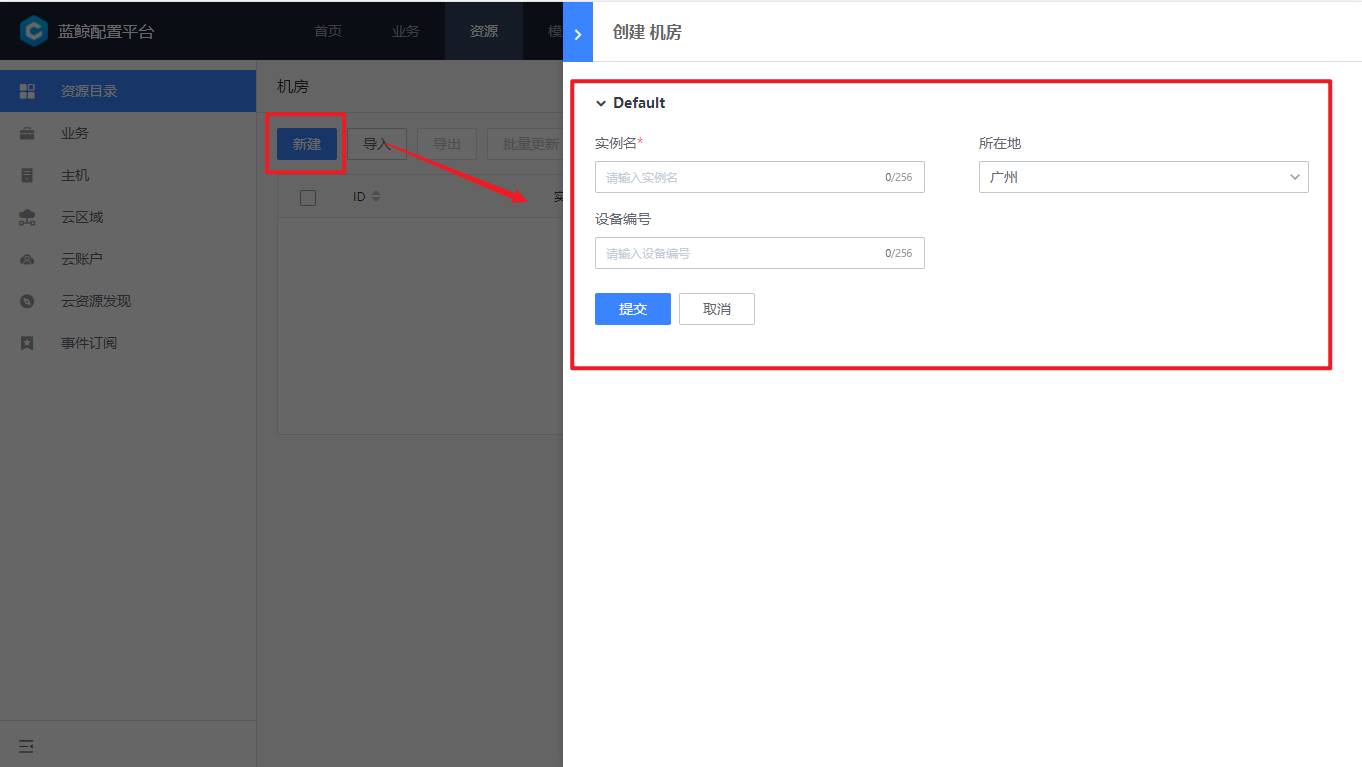 蓝鲸配置平台
首页
业务
资源
模
创建 机房
资源目录
业务
主机
云区域
云账户
云资源发现
事件订阅
机房
新建
导入
导出
批量更新
ID
实
Default
实例名*
所在地
请输入实例名
0/256
广州
设备编号
请输入设备编号
0/256
提交
取消